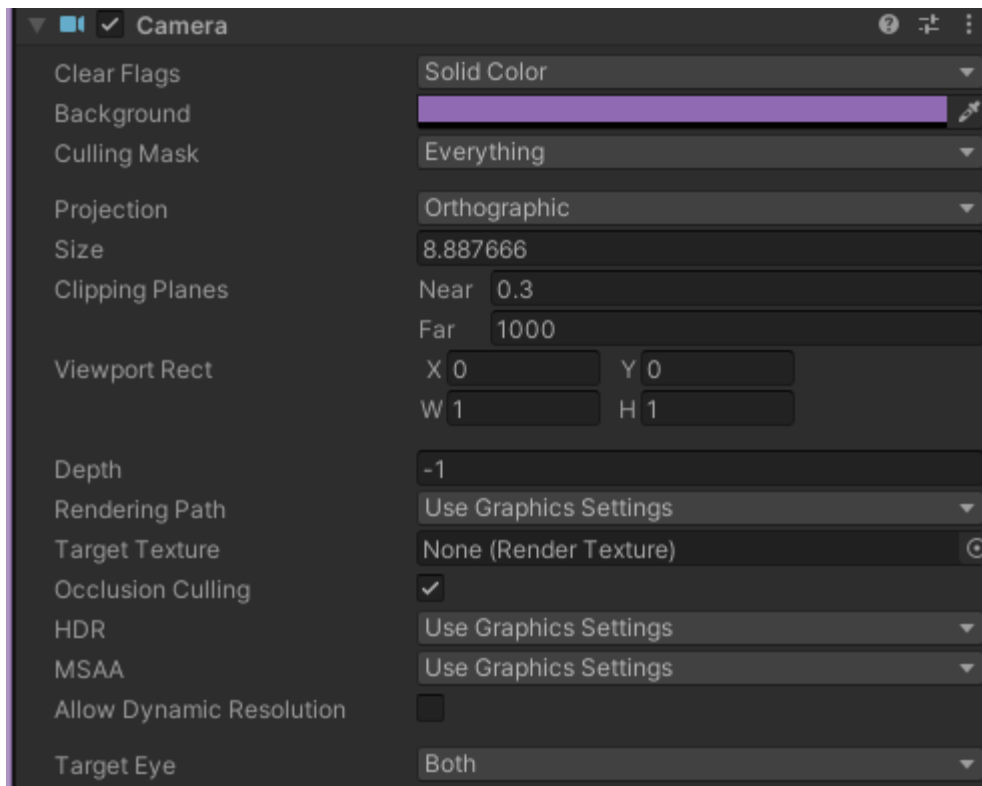 Camera
Clear Flags Solid Color
Background
Culling Mask Everything
Projection Orthographic
Size 8.887666
Clipping Planes Near 0.3
Far 1000
Viewport Rect X 0 Y 0
W 1 H 1
Depth -1
Rendering Path Use Graphics Settings
Target Texture None (Render Texture)
Occlusion Culling
HDR Use Graphics Settings
MSAA Use Graphics Settings
Allow Dynamic Resolution
Target Eye Both